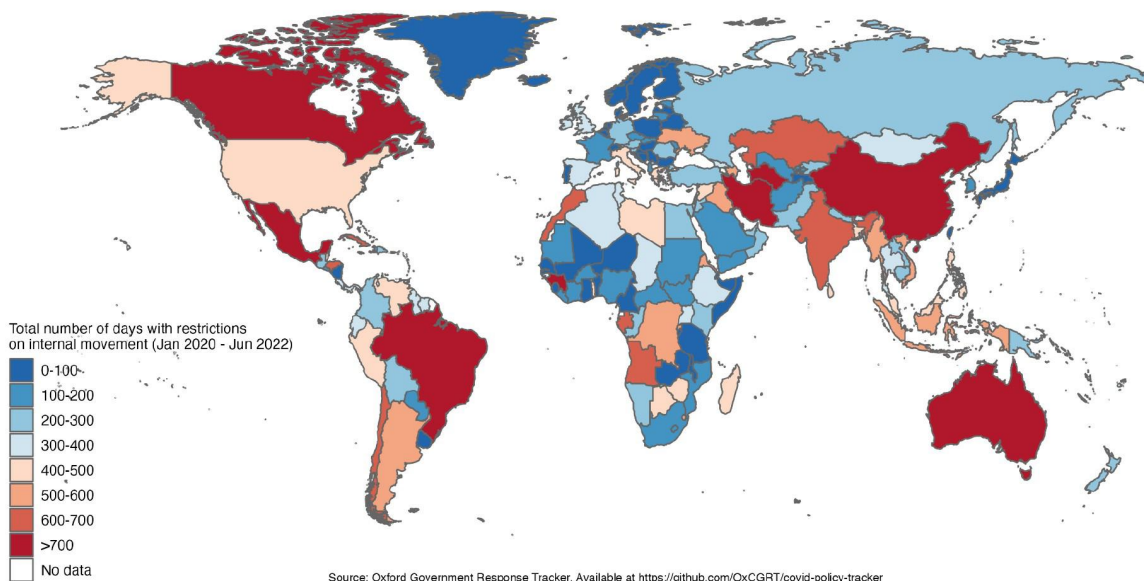 Total number of days with restrictions
on internal movement (Jan 2020 - Jun 2022)
0-100
100-200
200-300
300-400
400-500
500-600
600-700
>700
No data
Source: Oxford Government Response Tracker. Available at https://github.com/OxCGRT/covid-policy-tracker